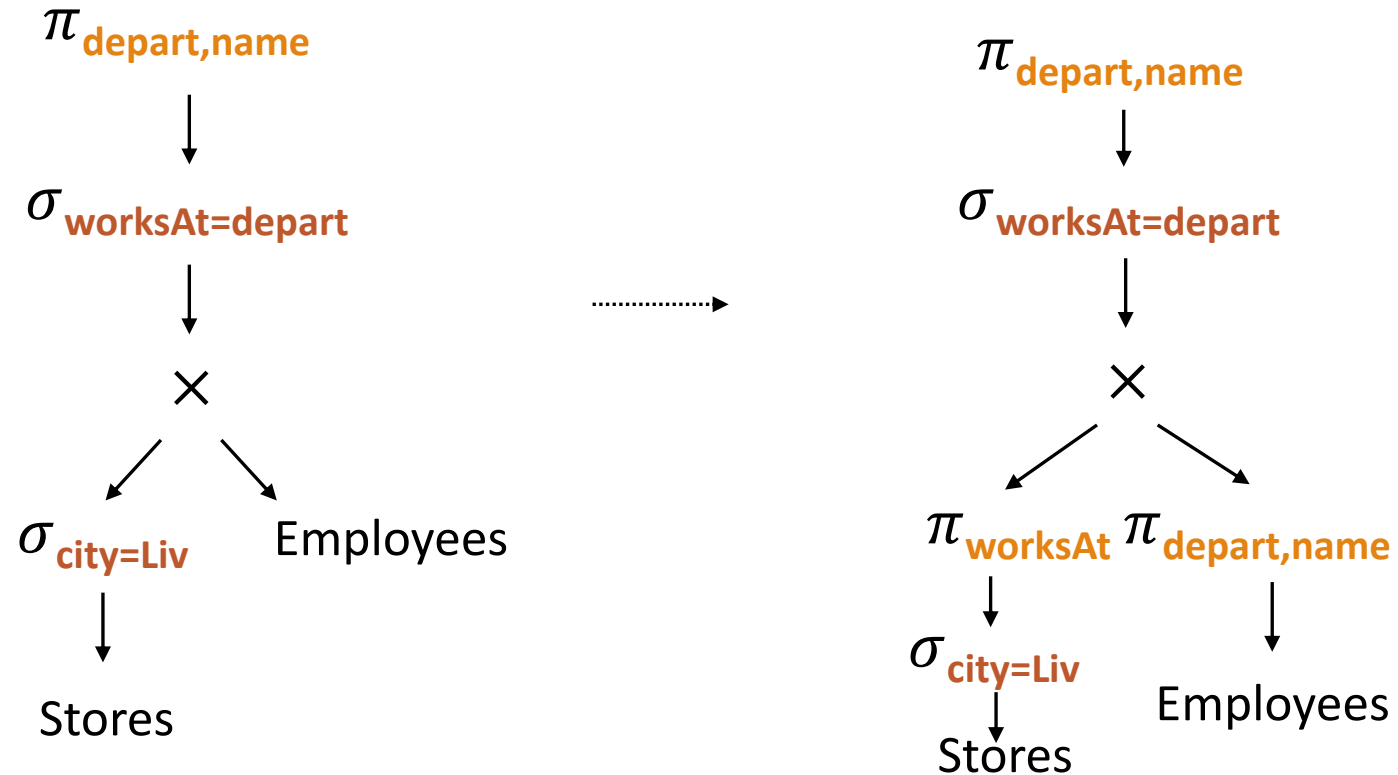 π depart,name
σ worksAt=depart
×
σ city=Liv
Employees
Stores
π depart,name
σ worksAt=depart
×
π worksAt π depart,name
σ city=Liv
Employees
Stores